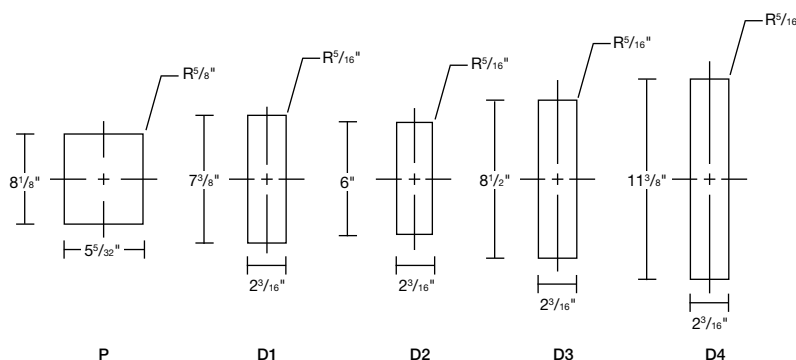 R5/8"
8 1/8"
5 5/32"
P
R5/16"
7 3/8"
2 3/16"
D1
R5/16"
6"
2 3/16"
D2
R5/16"
8 1/2"
2 3/16"
D3
R5/16
11 3/8"
2 3/16"
D4